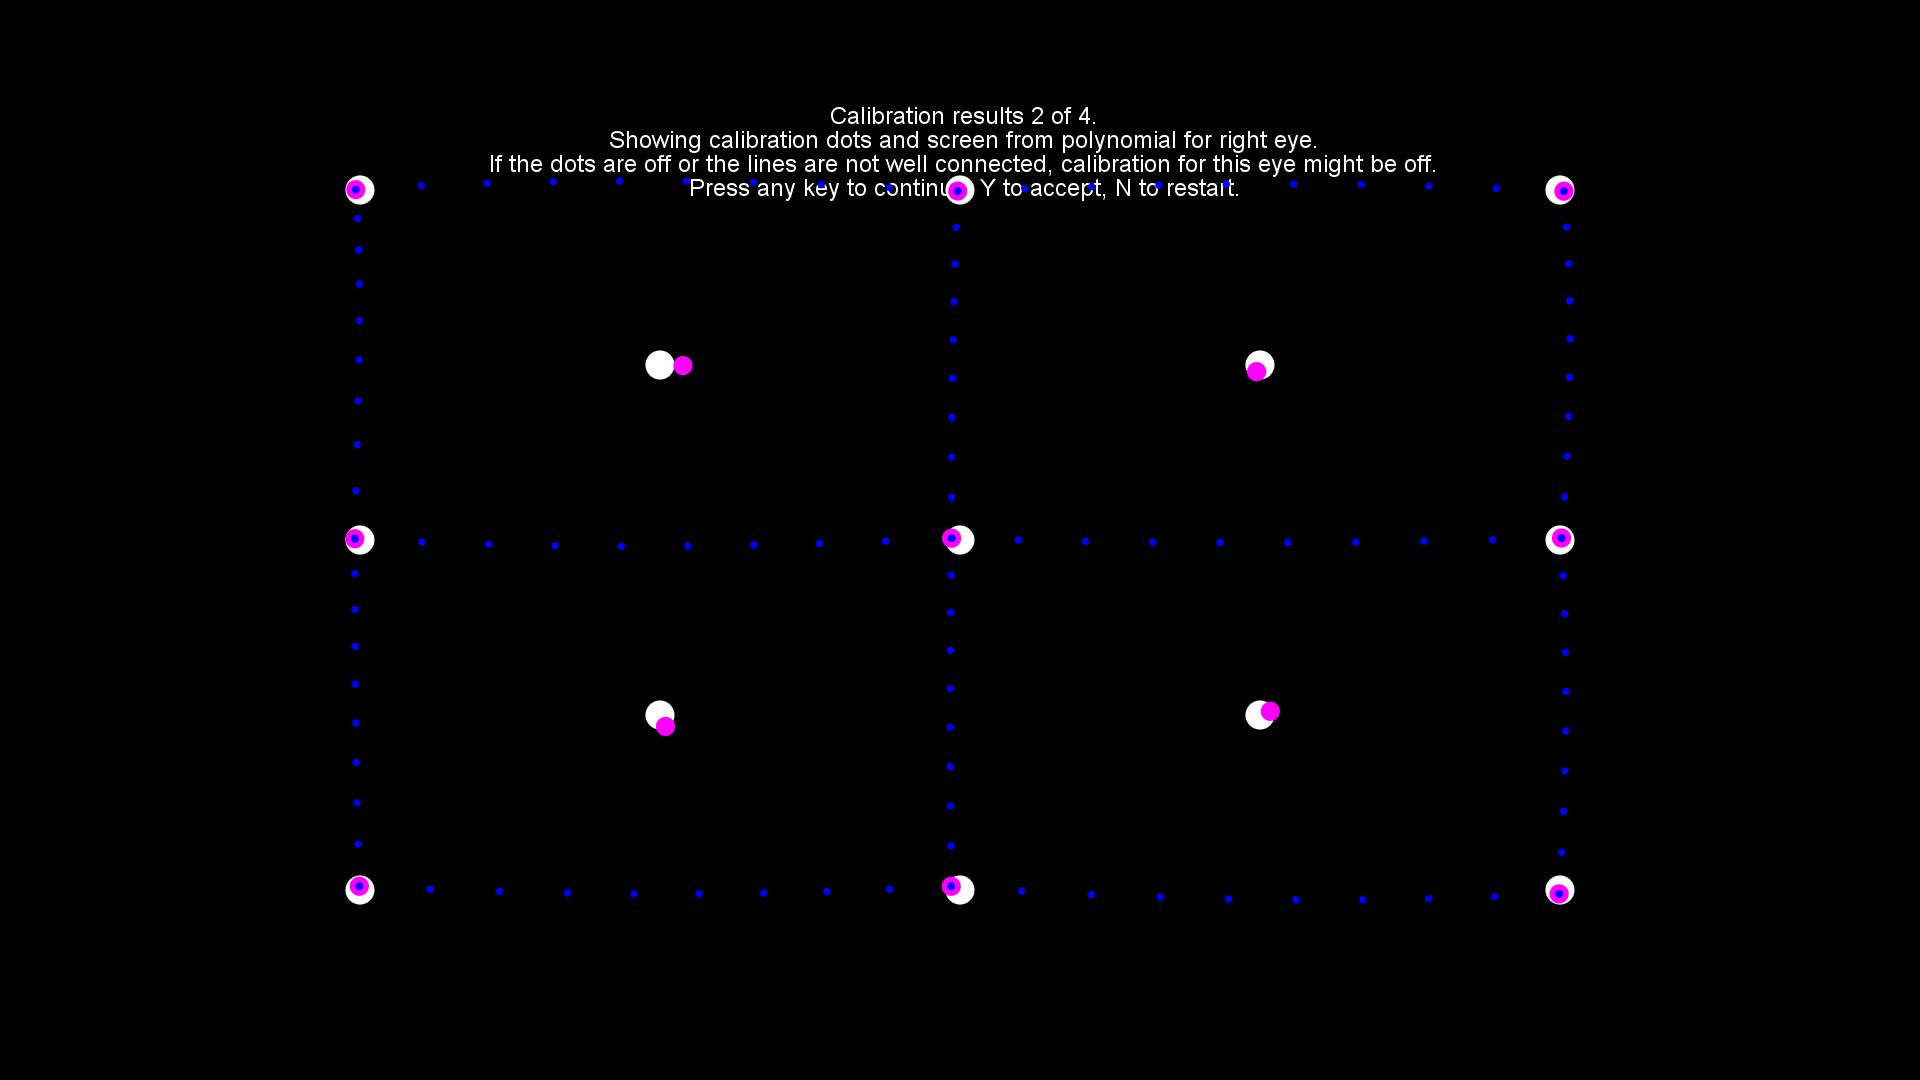 Calibration results 2 of 4.
Showing calibration dots and screen from polynomial for right eye.
If the dots are off or the lines are not well connected, calibration for this eye might be off.
Press any key to continue, Y to accept, N to restart.